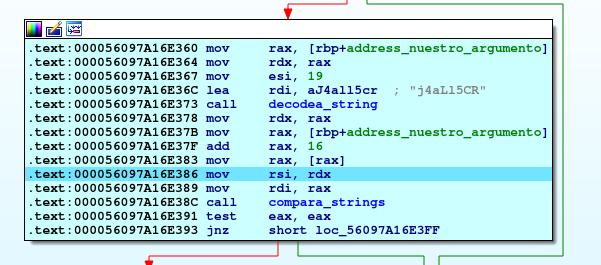 .text:000056097A16E360 mov rax, [rbp+address_nuestro_argumento]
.text:000056097A16E364 mov rdx, rax
.text:000056097A16E367 mov esi, 19
.text:000056097A16E36C lea rdi, aJ4all5cr ; "j4aLl5CR"
.text:000056097A16E373 call decodea_string
.text:000056097A16E378 mov rdx, rax
.text:000056097A16E37B mov rax, [rbp+address_nuestro_argumento]
.text:000056097A16E37F add rax, 16
.text:000056097A16E383 mov rax, [rax]
.text:000056097A16E386 mov rsi, rdx
.text:000056097A16E389 mov rdi, rax
.text:000056097A16E38C call compara_strings
.text:000056097A16E391 test eax, eax
.text:000056097A16E393 jnz short loc_56097A16E3FF